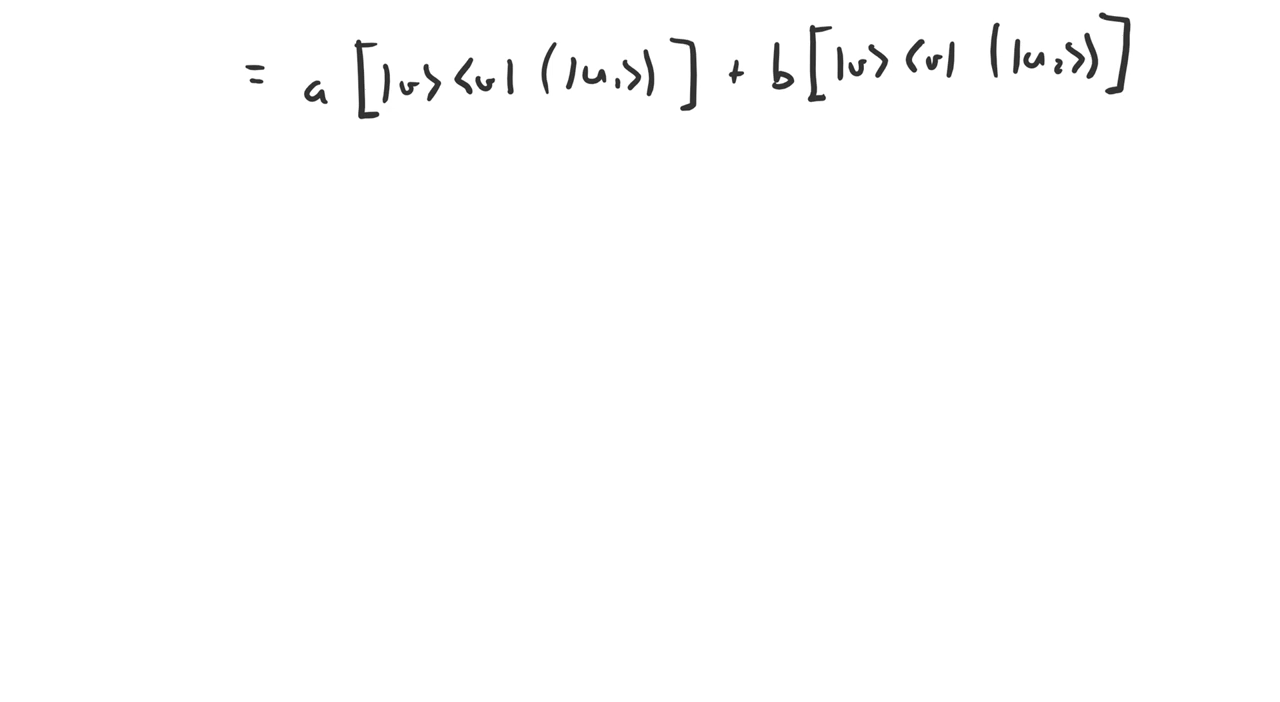 = a [|v> <v| (|u₁>)] + b [|v> <v| (|u₂>)]